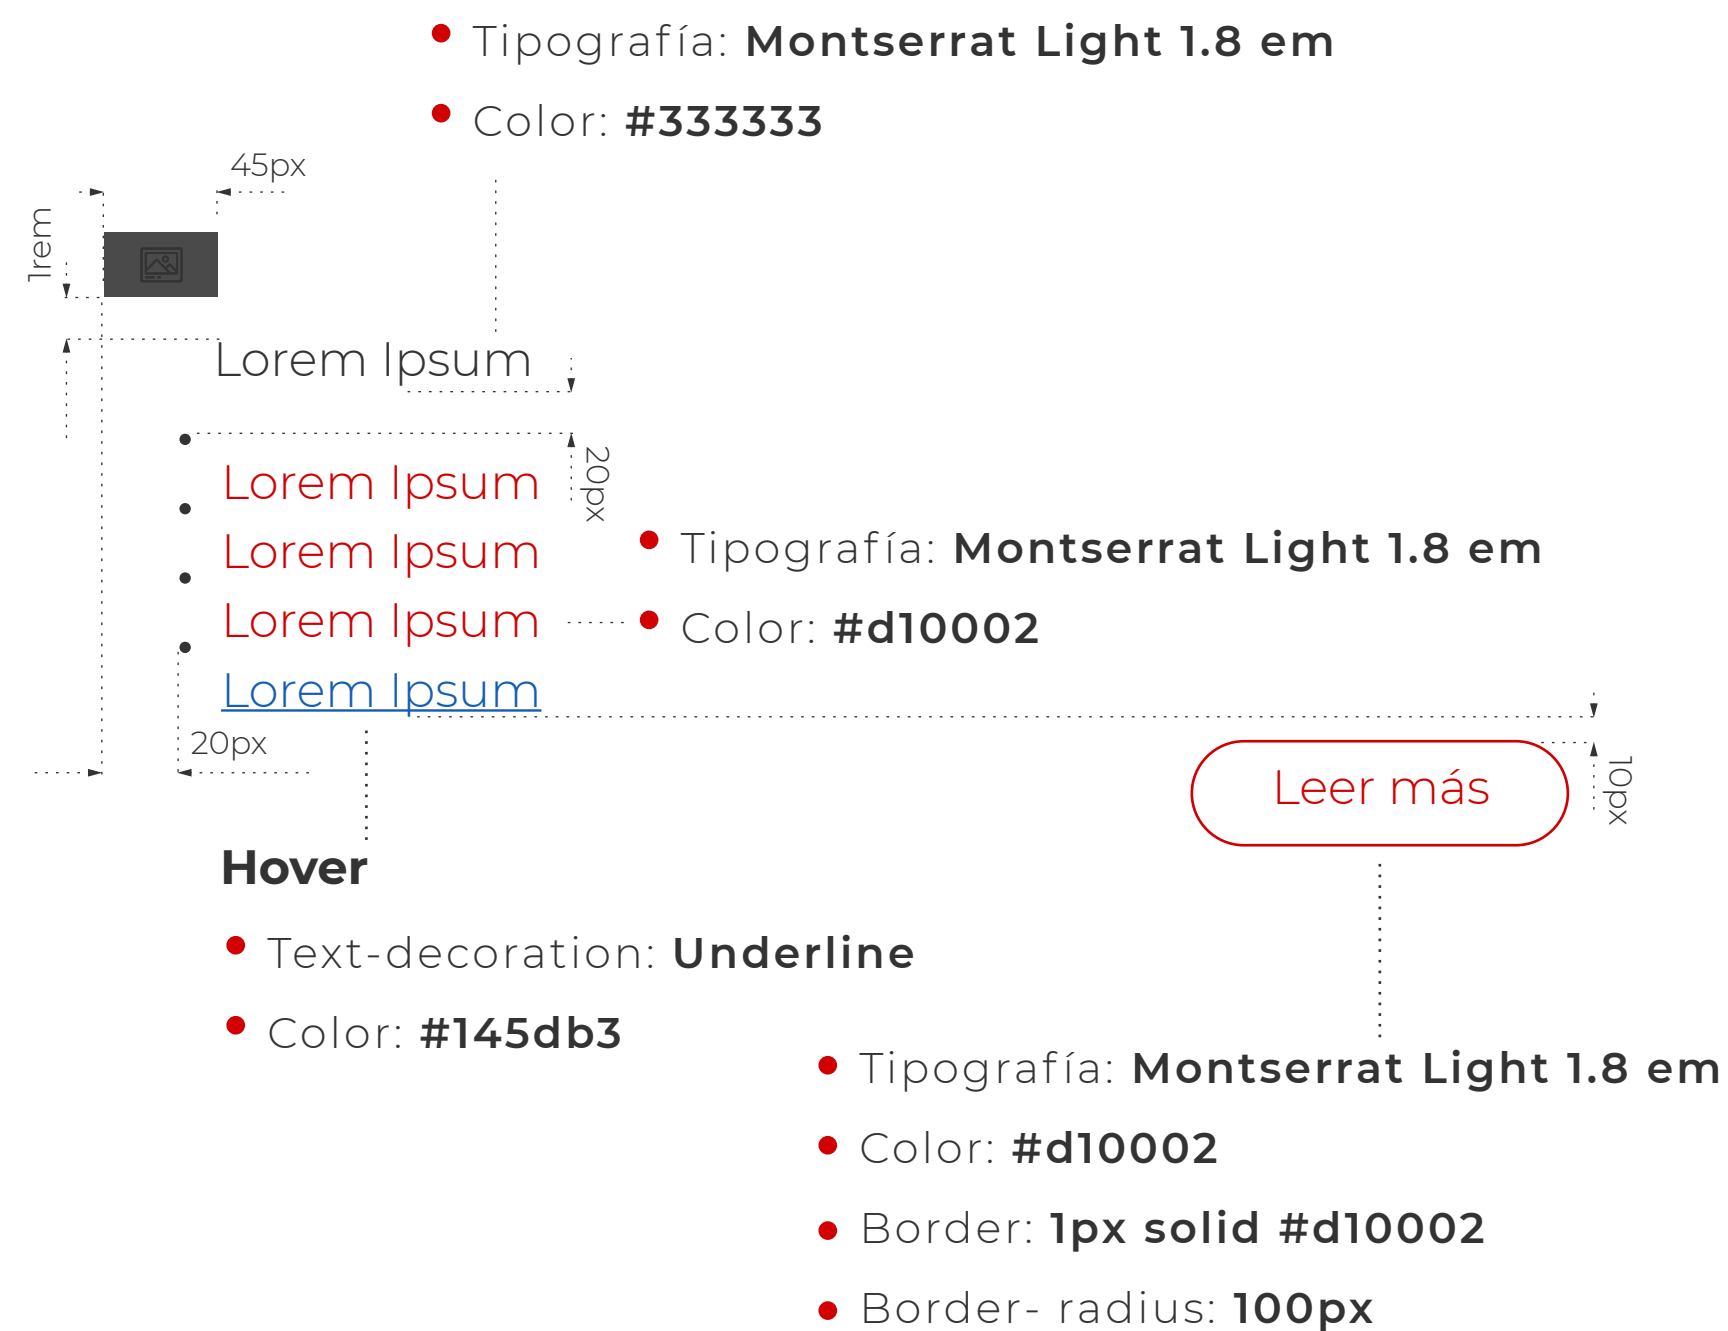 Tipografía: Montserrat Light 1.8 em
Color: #333333
45px
1rem
Lorem Ipsum
20px
Lorem Ipsum
Lorem Ipsum
Lorem Ipsum
Lorem Ipsum
Tipografía: Montserrat Light 1.8 em
Color: #d10002
20px
Leer más
10px
Hover
Text-decoration: Underline
Color: #145db3
Tipografía: Montserrat Light 1.8 em
Color: #d10002
Border: 1px solid #d10002
Border- radius: 100px